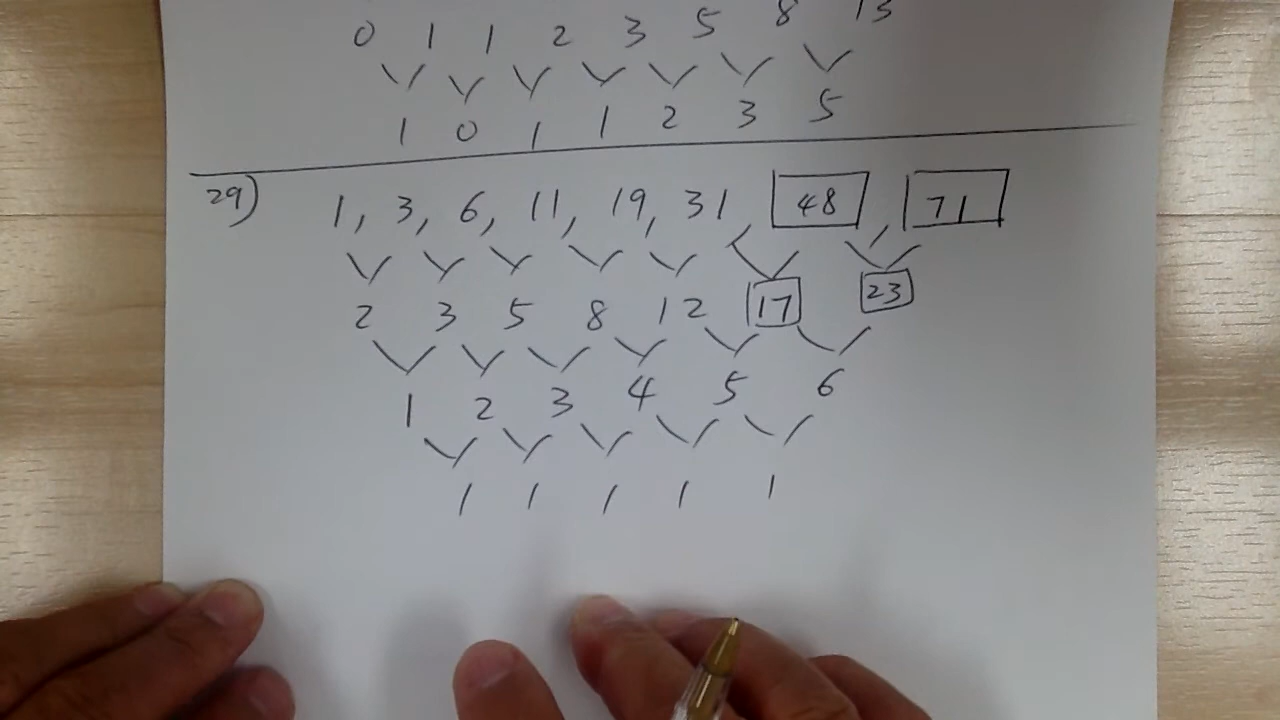 0 1 1 2 3 5 8 13
1 0 1 1 2 3 5
29) 1, 3, 6, 11, 19, 31, 48, 71
2 3 5 8 12 17 23
1 2 3 4 5 6
1 1 1 1 1